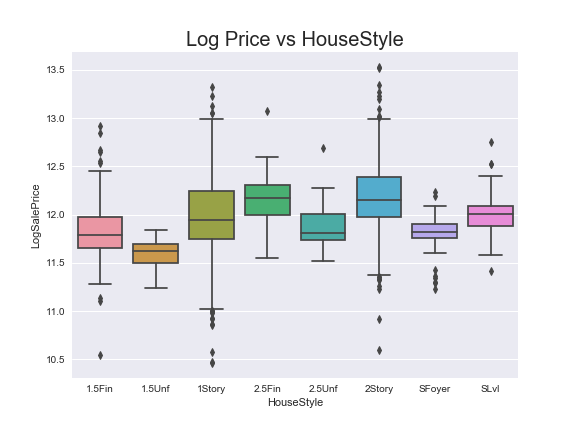 Log Price vs HouseStyle
13.5
13.0
12.5
12.0
11.5
11.0
10.5
LogSalePrice
1.5Fin 1.5Unf 1Story 2.5Fin 2.5Unf 2Story SFoyer SLvl
HouseStyle